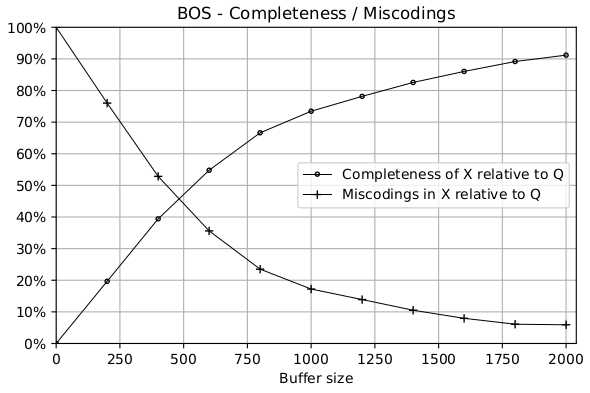 BOS - Completeness / Miscodings
100%
90%
80%
70%
60%
50%
40%
30%
20%
10%
0%
Completeness of X relative to Q
Miscodings in X relative to Q
0 250 500 750 1000 1250 1500 1750 2000
Buffer size